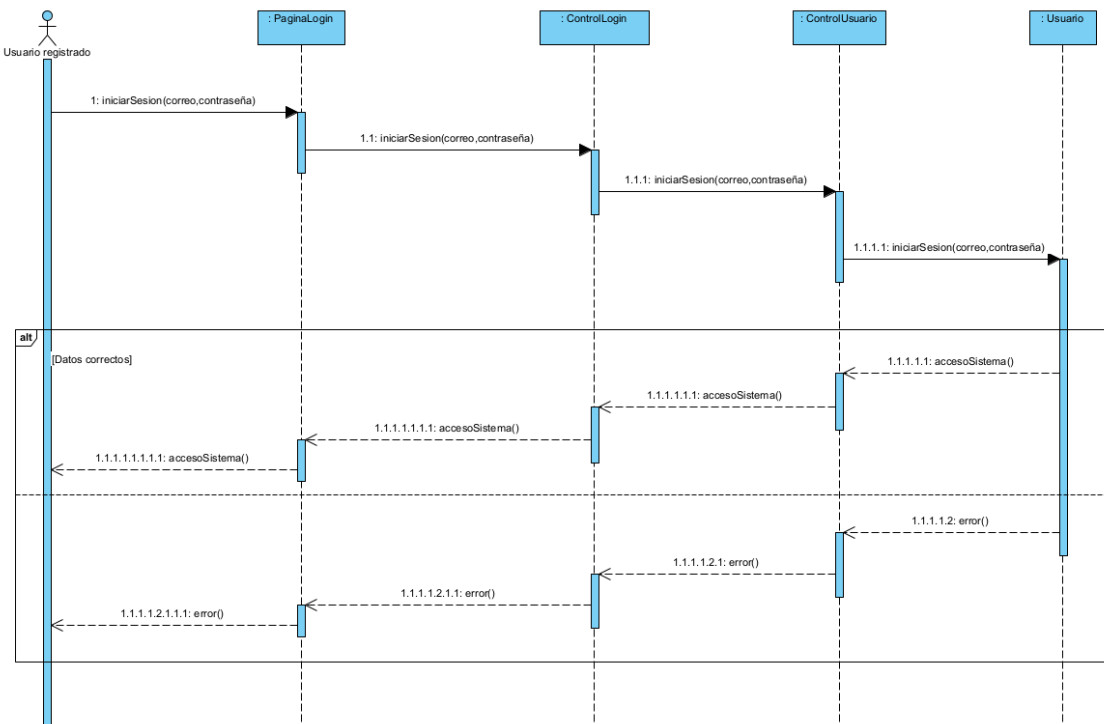 : PaginaLogin
: ControlLogin
: ControlUsuario
: Usuario
Usuario registrado
1: iniciarSesion(correo,contraseña)
1.1: iniciarSesion(correo,contraseña)
1.1.1: iniciarSesion(correo,contraseña)
1.1.1.1: iniciarSesion(correo,contraseña)
alt
[Datos correctos]
1.1.1.1.1: accesoSistema()
1.1.1.1.1.1: accesoSistema()
1.1.1.1.1.1.1: accesoSistema()
1.1.1.1.1.1.1.1: accesoSistema()
1.1.1.1.2: error()
1.1.1.1.2.1: error()
1.1.1.1.2.1.1: error()
1.1.1.1.2.1.1.1: error()